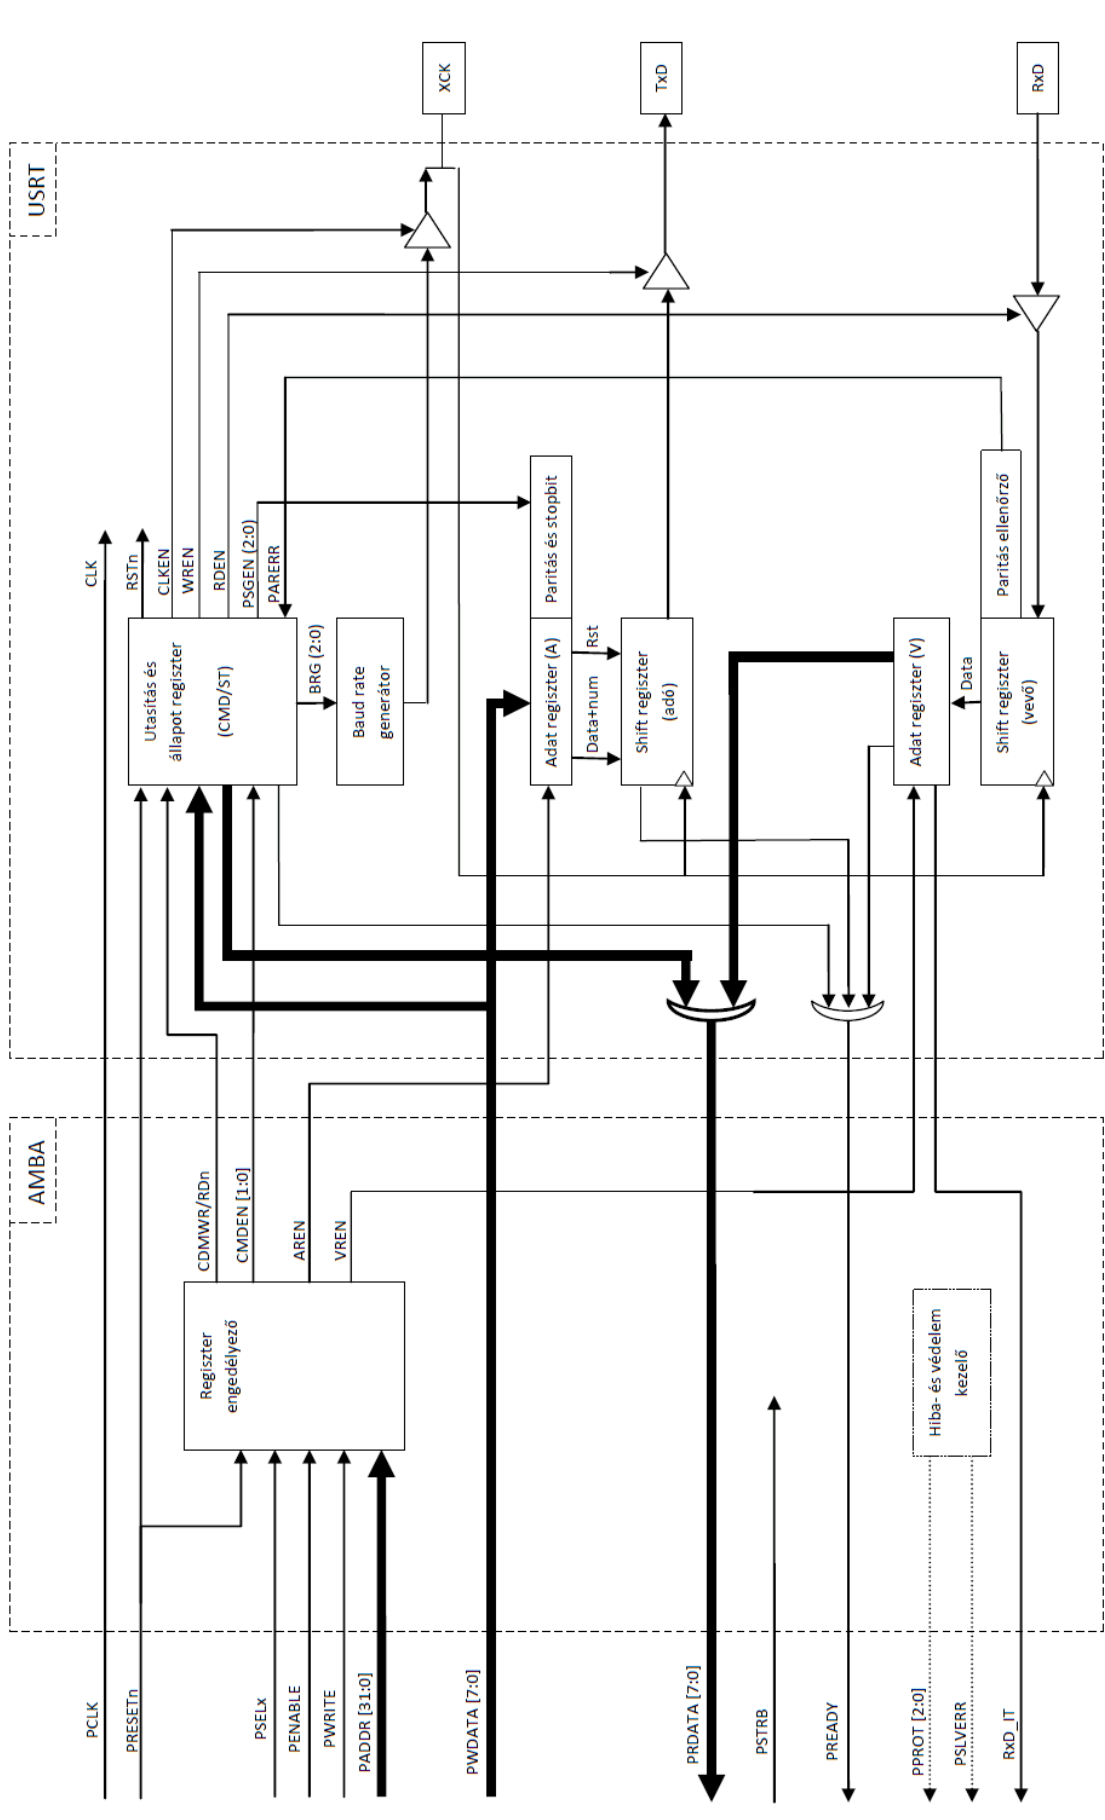 AMBA
USRT
PCLK
PRESETn
PSELx
PENABLE
PWRITE
PADDR [31:0]
PWDATA [7:0]
PRDATA [7:0]
PSTRB
PREADY
PPROT [2:0]
PSLVERR
RxD_IT
Regiszter
engedélyező
CDMWR/RDn
CMDEN [1:0]
AREN
VREN
Hiba- és védelem
kezelő
CLK
RSTn
CLKEN
WREN
RDEN
PSGEN (2:0)
PARERR
Utasítás és
állapot regiszter
(CMD/ST)
BRG (2:0)
Baud rate
generátor
Adat regiszter (A)
Paritás és stopbit
Data+num
Rst
Shift regiszter
(adó)
Adat regiszter (V)
Data
Shift regiszter
(vevő)
Paritás ellenőrző
XCK
TxD
RxD